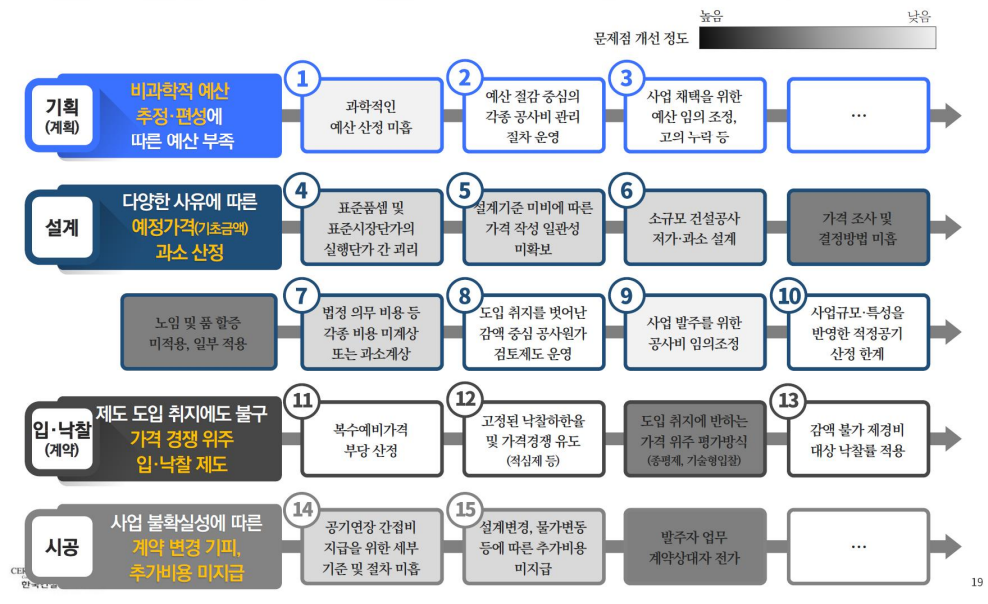 높음
낮음
문제점 개선 정도
기획
(계획)
비과학적 예산
추정·편성에
따른 예산 부족
1
과학적인
예산 산정 미흡
2
예산 절감 중심의
각종 공사비 관리
절차 운영
3
사업 채택을 위한
예산 임의 조정,
고의 누락 등
…
설계
다양한 사유에 따른
예정가격(기초금액)
과소 산정
4
표준품셈 및
표준시장단가의
실행단가 간 괴리
5
설계기준 미비에 따른
가격 작성 일관성
미확보
6
소규모 건설공사
저가·과소 설계
가격 조사 및
결정방법 미흡
노임 및 품 할증
미적용, 일부 적용
7
법정 의무 비용 등
각종 비용 미계상
또는 과소계상
8
도입 취지를 벗어난
감액 중심 공사원가
검토제도 운영
9
사업 발주를 위한
공사비 임의조정
10
사업규모·특성을
반영한 적정공기
산정 한계
입·낙찰
(계약)
제도 도입 취지에도 불구
가격 경쟁 위주
입·낙찰 제도
11
복수예비가격
부당 산정
12
고정된 낙찰하한율
및 가격경쟁 유도
(적심제 등)
도입 취지에 반하는
가격 위주 평가방식
(종평제, 기술형입찰)
13
감액 불가 제경비
대상 낙찰률 적용
시공
사업 불확실성에 따른
계약 변경 기피,
추가비용 미지급
14
공기연장 간접비
지급을 위한 세부
기준 및 절차 미흡
15
설계변경, 물가변동
등에 따른 추가비용
미지급
발주자 업무
계약상대자 전가
…
19